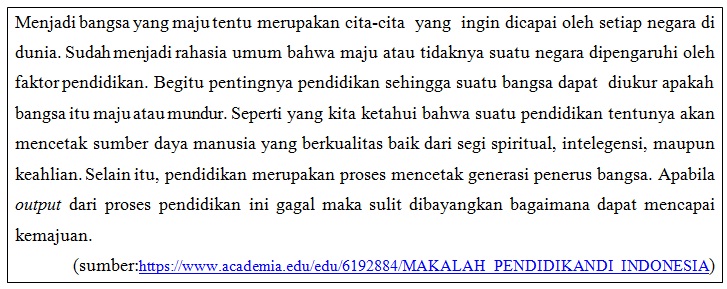 Menjadi bangsa yang maju tentu merupakan cita-cita yang ingin dicapai oleh setiap negara di
dunia. Sudah menjadi rahasia umum bahwa maju atau tidaknya suatu negara dipengaruhi oleh
faktor pendidikan. Begitu pentingnya pendidikan sehingga suatu bangsa dapat diukur apakah
bangsa itu maju atau mundur. Seperti yang kita ketahui bahwa suatu pendidikan tentunya akan
mencetak sumber daya manusia yang berkualitas baik dari segi spiritual, intelegensi, maupun
keahlian. Selain itu, pendidikan merupakan proses mencetak generasi penerus bangsa. Apabila
output dari proses pendidikan ini gagal maka sulit dibayangkan bagaimana dapat mencapai
kemajuan.
(sumber:https://www.academia.edu/edu/6192884/MAKALAH_PENDIDIKANDI_INDONESIA)